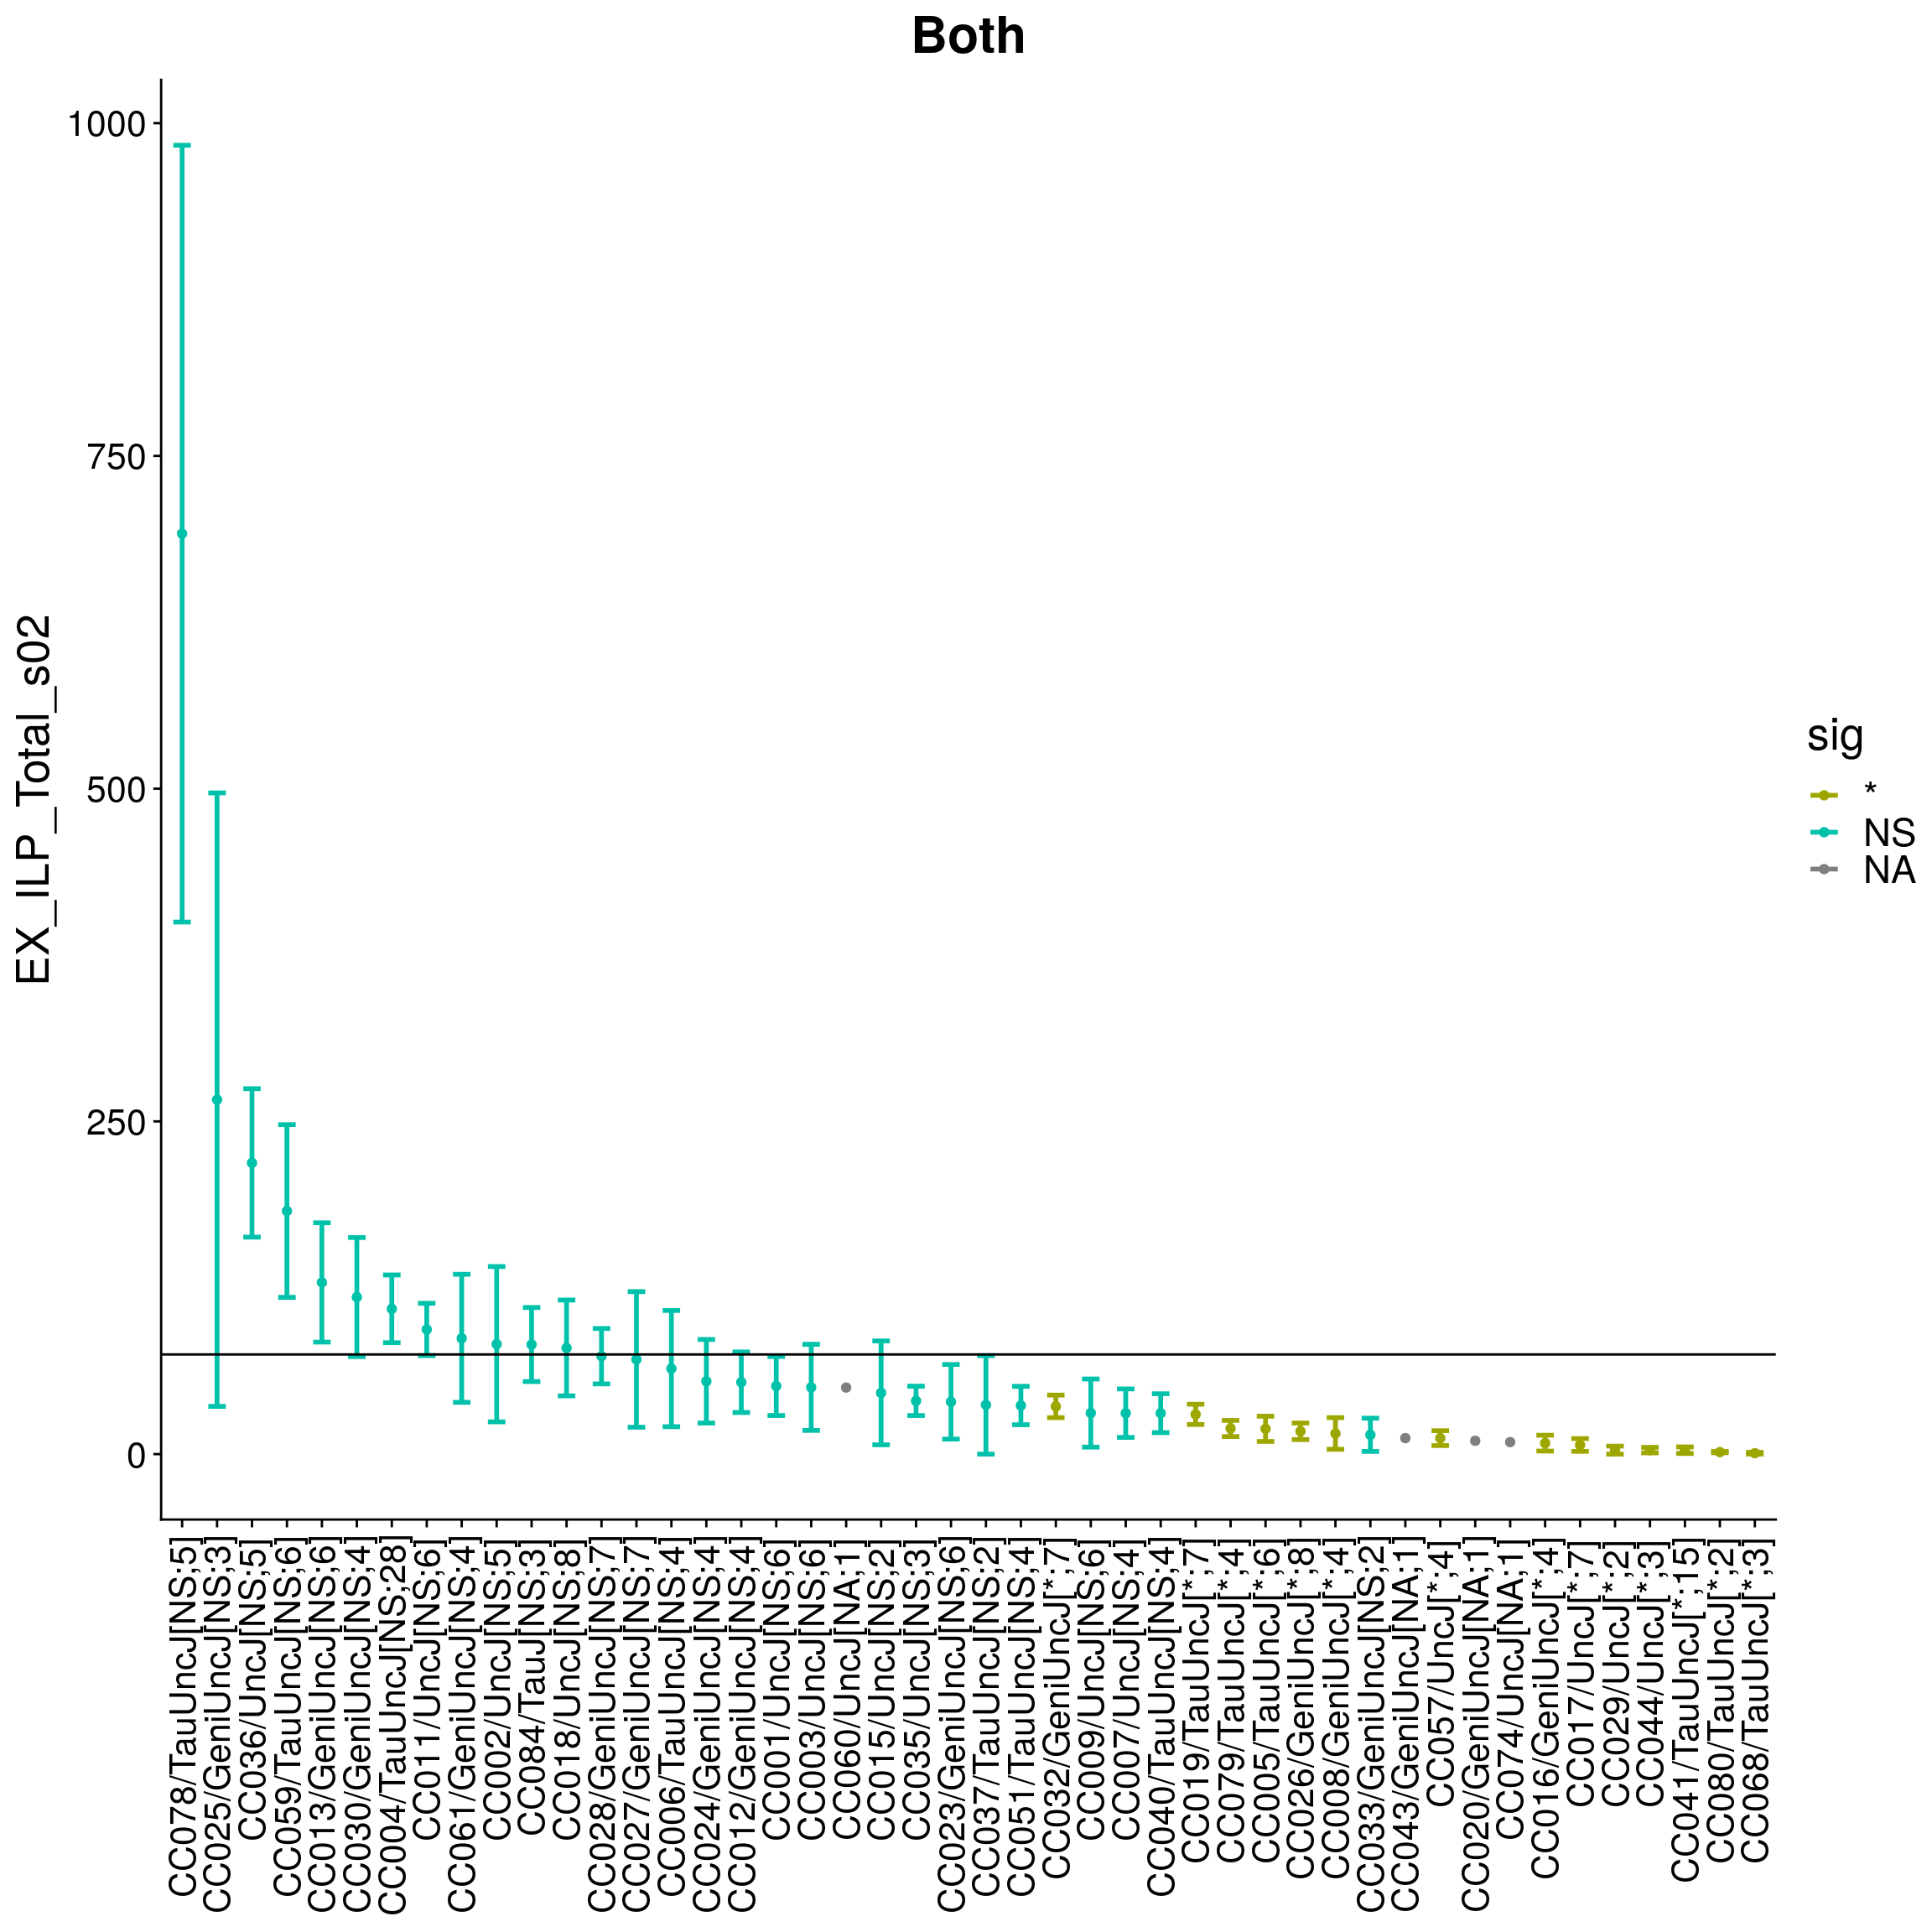 Both
EX_ILP_Total_s02
1000
750
500
250
0
CC078/TauUncJ[NS;5]
CC025/GeniUncJ[NS;3]
CC036/UncJ[NS;5]
CC059/TauUncJ[NS;6]
CC013/GeniUncJ[NS;6]
CC030/GeniUncJ[NS;4]
CC004/TauUncJ[NS;28]
CC011/UncJ[NS;6]
CC061/GeniUncJ[NS;4]
CC002/UncJ[NS;5]
CC084/TauJ[NS;3]
CC018/UncJ[NS;8]
CC028/GeniUncJ[NS;7]
CC027/GeniUncJ[NS;7]
CC006/TauUncJ[NS;4]
CC024/GeniUncJ[NS;4]
CC012/GeniUncJ[NS;4]
CC001/UncJ[NS;6]
CC003/UncJ[NS;6]
CC060/UncJ[NA;1]
CC015/UncJ[NS;2]
CC035/UncJ[NS;3]
CC023/GeniUncJ[NS;6]
CC037/TauUncJ[NS;2]
CC051/TauUncJ[NS;4]
CC032/GeniUncJ[*;7]
CC009/UncJ[NS;6]
CC007/UncJ[NS;4]
CC040/TauUncJ[NS;4]
CC019/TauUncJ[*;7]
CC079/TauUncJ[*;4]
CC005/TauUncJ[*;6]
CC026/GeniUncJ[*;8]
CC008/GeniUncJ[*;4]
CC033/GeniUncJ[NS;2]
CC043/GeniUncJ[NA;1]
CC057/UncJ[*;4]
CC020/GeniUncJ[NA;1]
CC074/UncJ[NA;1]
CC016/GeniUncJ[*;4]
CC017/UncJ[*;7]
CC029/UncJ[*;2]
CC044/UncJ[*;3]
CC041/TauUncJ[*;15]
CC080/TauUncJ[*;2]
CC068/TauUncJ[*;3]
sig
*
NS
NA